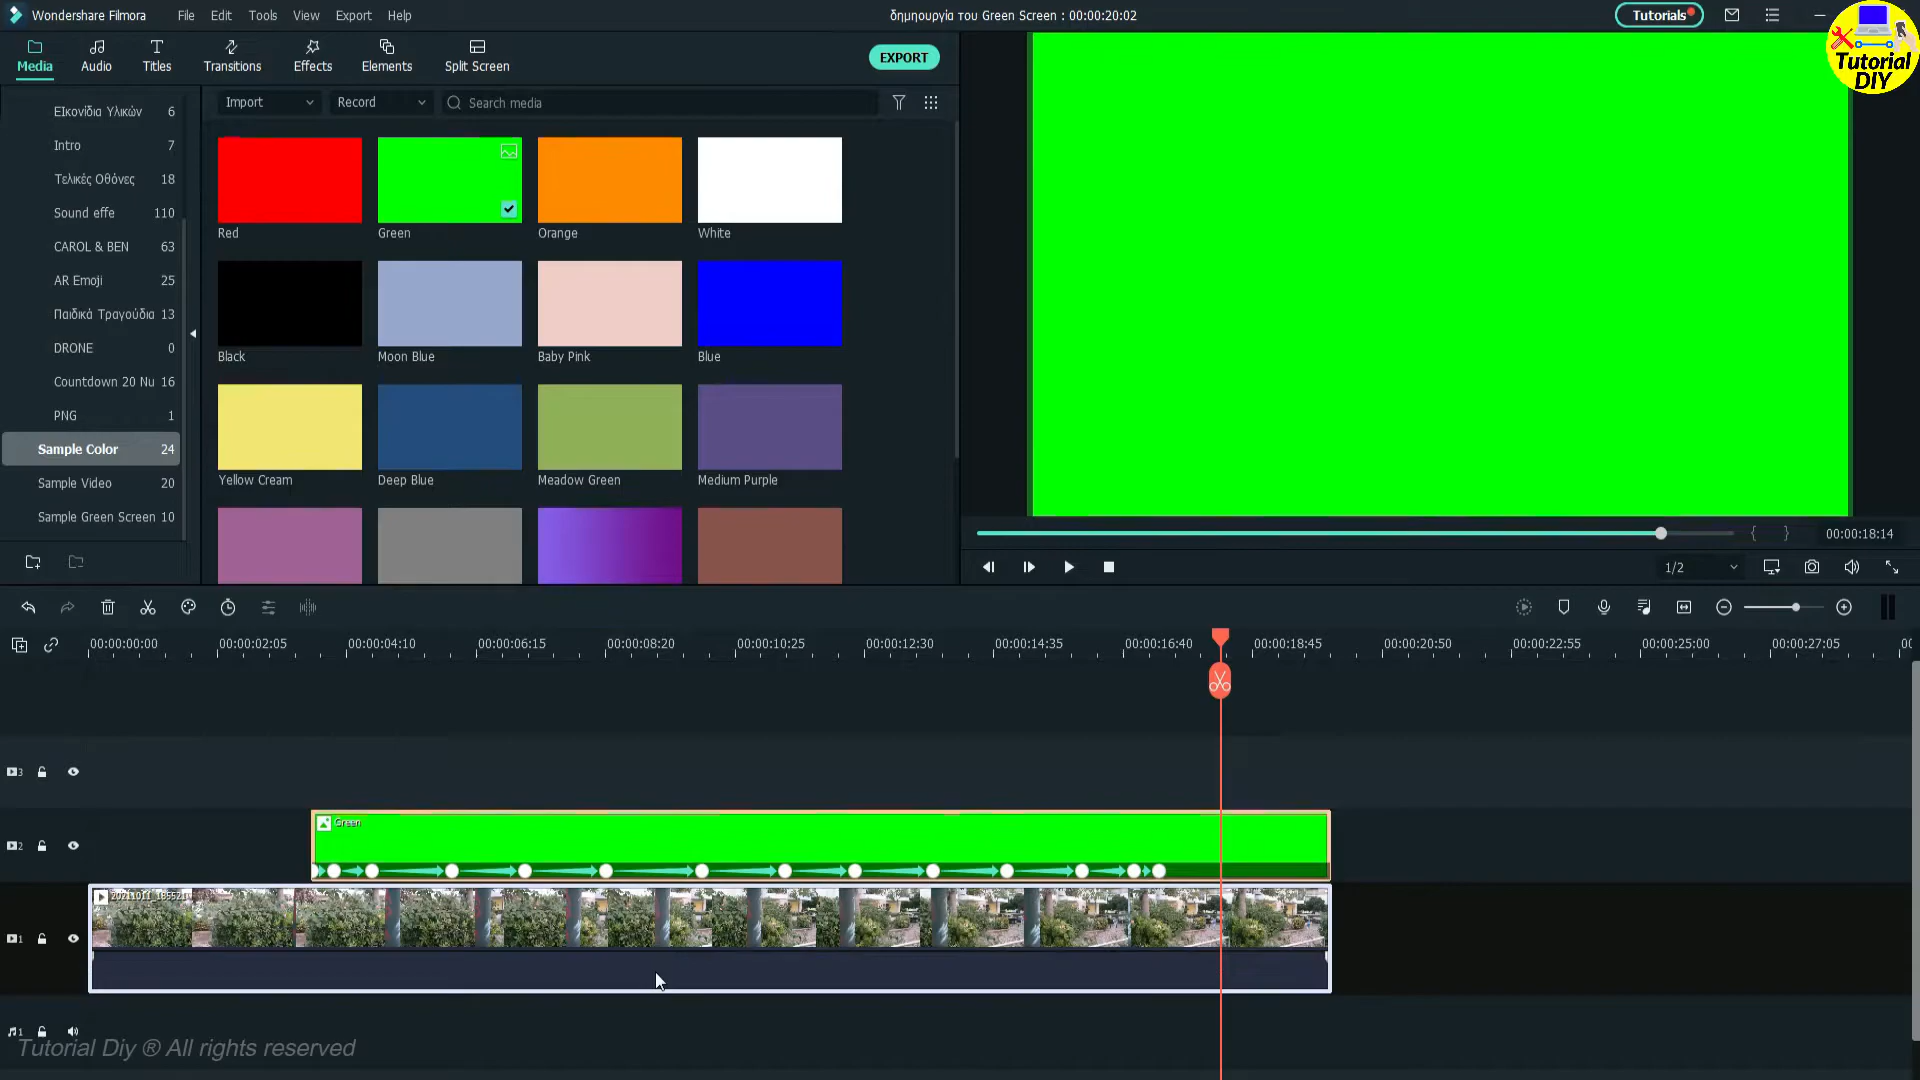 Wondershare Filmora
File
Edit
Tools
View
Export
Help
δημηουργία του Green Screen : 00:00:20:02
Tutorials
Tutorial
DIY
Media
Audio
Titles
Transitions
Effects
Elements
Split Screen
EXPORT
Import
Record
Search media
Εικονίδια Υλικών 6
Intro 7
Τελικές Οθόνες 18
Sound effe 110
CAROL & BEN 63
AR Emoji 25
Παιδικά Τραγούδια 13
DRONE 0
Countdown 20 Nu 16
PNG 1
Sample Color 24
Sample Video 20
Sample Green Screen 10
Red
Green
Orange
White
Black
Moon Blue
Baby Pink
Blue
Yellow Cream
Deep Blue
Meadow Green
Medium Purple
{ }
00:00:18:14
1/2
00:00:00:00
00:00:02:05
00:00:04:10
00:00:06:15
00:00:08:20
00:00:10:25
00:00:12:30
00:00:14:35
00:00:16:40
00:00:18:45
00:00:20:50
00:00:22:55
00:00:25:00
00:00:27:05
3
2
Green
1
1
Tutorial Diy ® All rights reserved